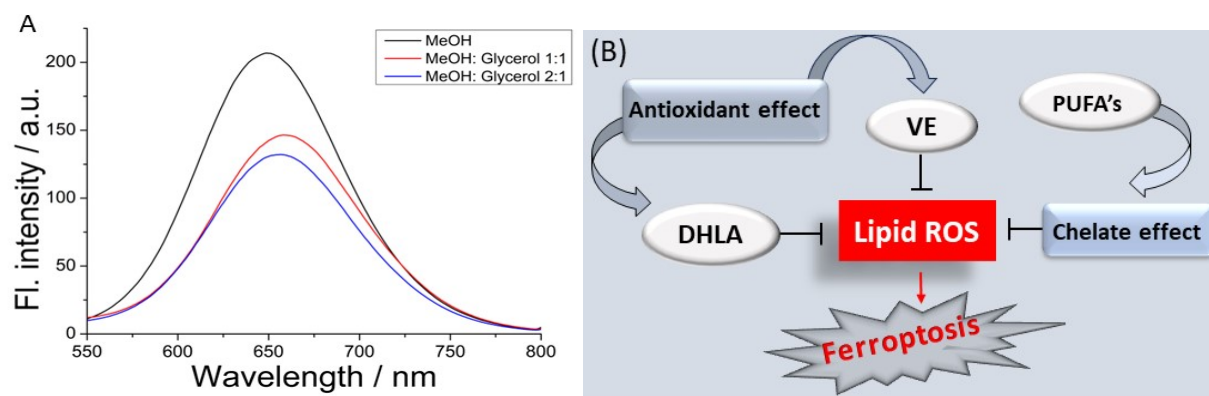 A
MeOH
MeOH: Glycerol 1:1
MeOH: Glycerol 2:1
200
150
100
50
0
550
600
650
700
750
800
Fl. intensity / a.u.
Wavelength / nm
(B)
Antioxidant effect
VE
PUFA's
DHLA
Lipid ROS
Chelate effect
Ferroptosis